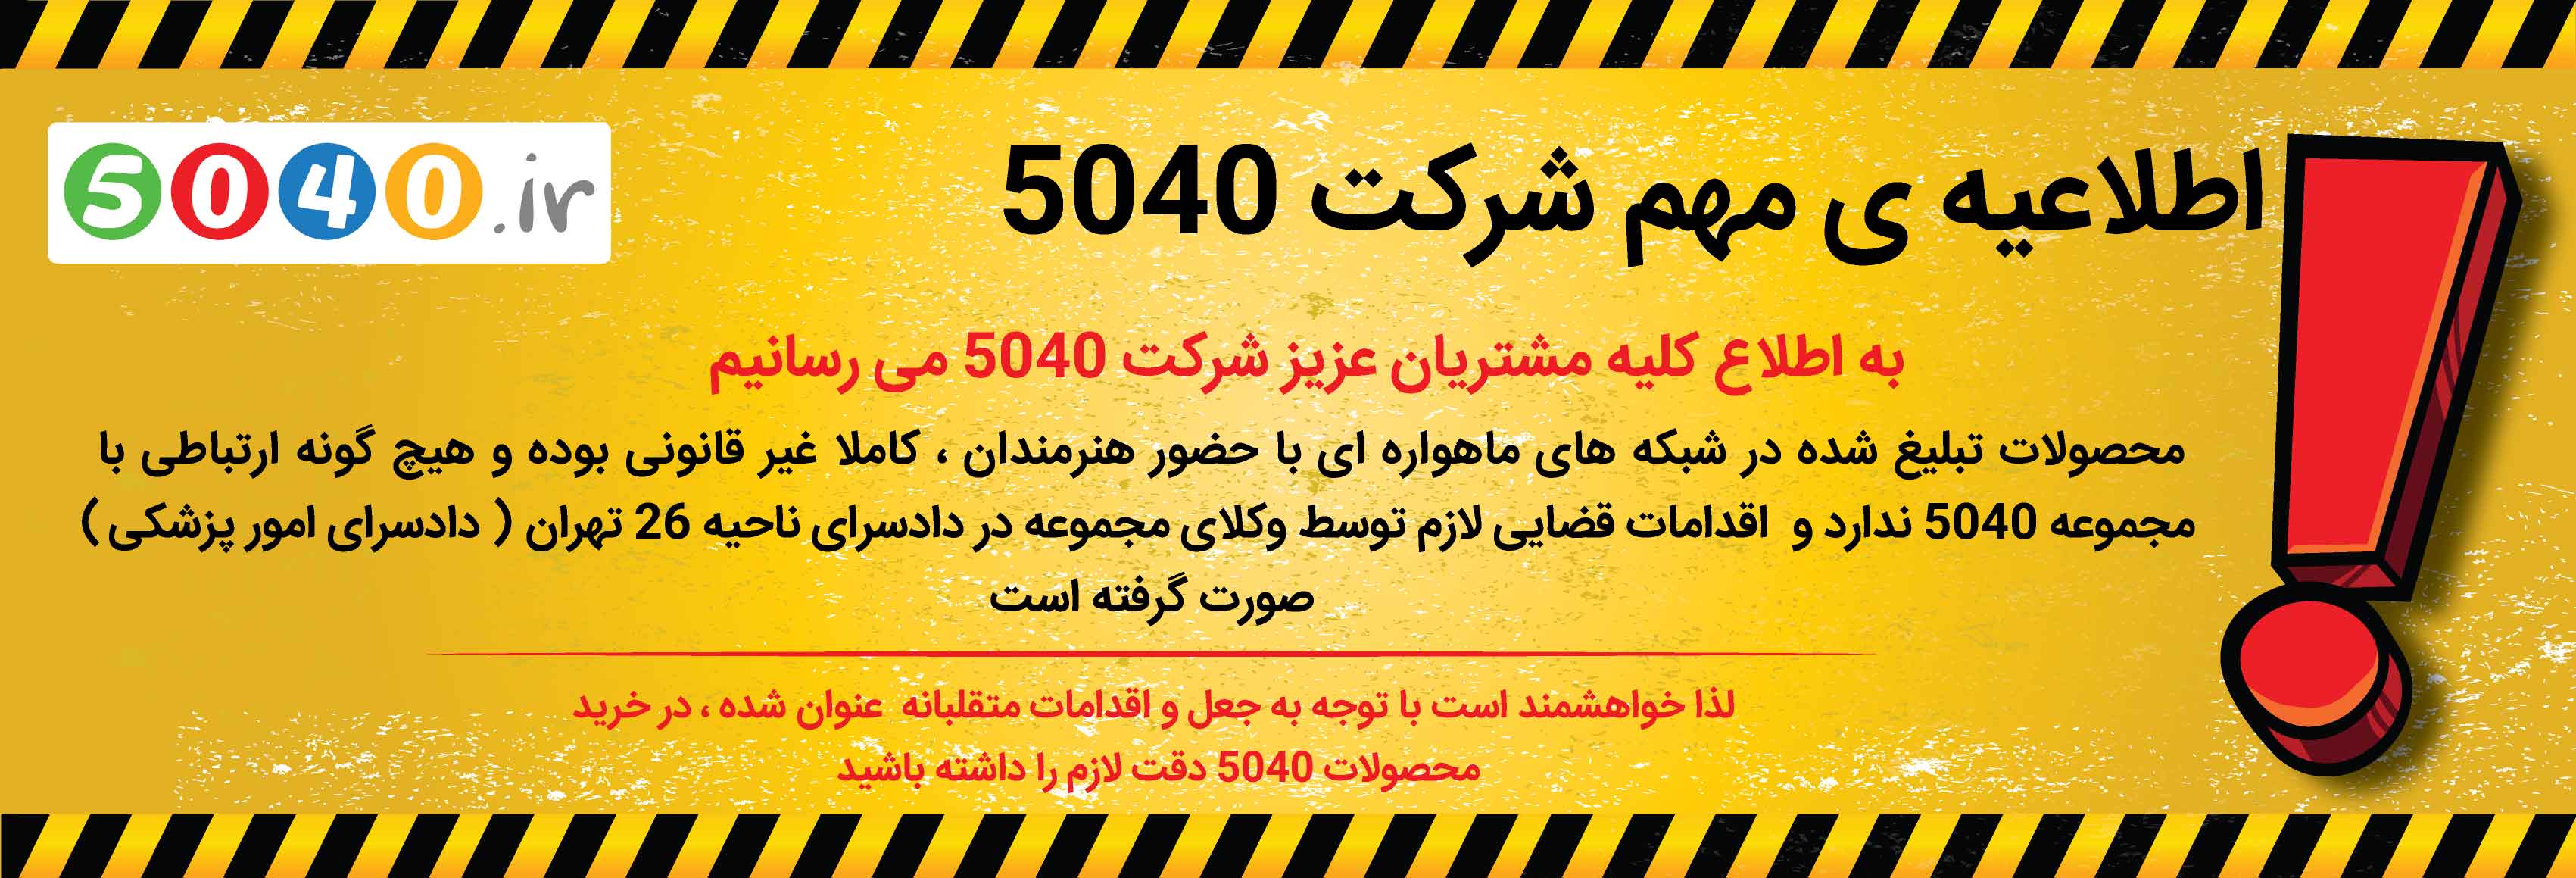 اطلاعیه ی مهم شرکت 5040
5040.ir
به اطلاع کلیه مشتریان عزیز شرکت 5040 می رسانیم
محصولات تبلیغ شده در شبکه های ماهواره ای با حضور هنرمندان ، کاملا غیر قانونی بوده و هیچ گونه ارتباطی با
مجموعه 5040 ندارد و اقدامات قضایی لازم توسط وکلای مجموعه در دادسرای ناحیه 26 تهران ( دادسرای امور پزشکی)
صورت گرفته است
لذا خواهشمند است با توجه به جعل و اقدامات متقلبانه عنوان شده ، در خرید
محصولات 5040 دقت لازم را داشته باشید